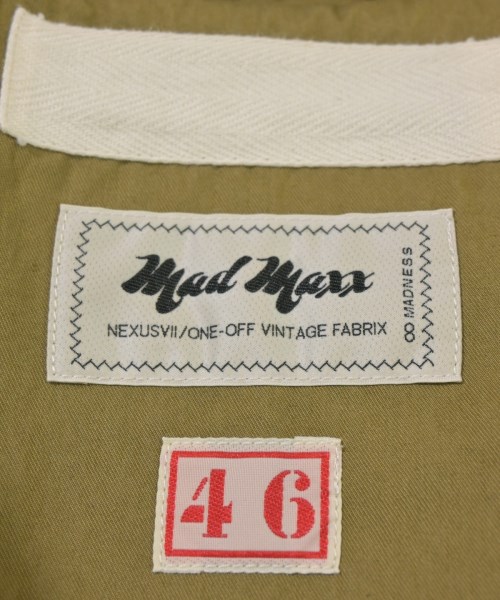 Mad Maxx
NEXUSVII/ONE-OFF VINTAGE FABRIX
∞ MADNESS
46